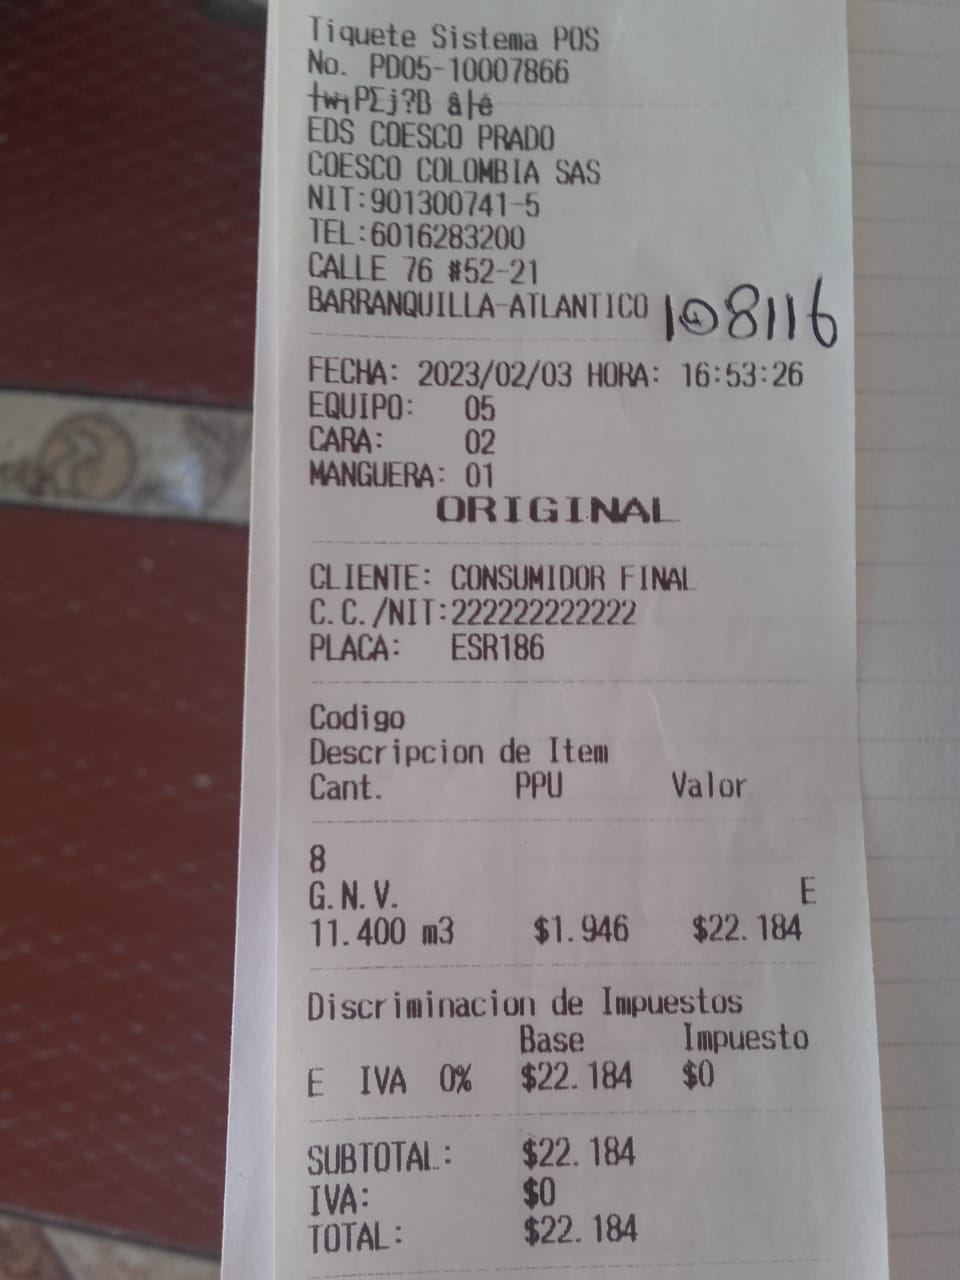 Tiquete Sistema POS
No. PD05-10007866
EDS COESCO PRADO
COESCO COLOMBIA SAS
NIT:901300741-5
TEL:6016283200
CALLE 76 #52-21
BARRANQUILLA-ATLANTICO 108116
FECHA: 2023/02/03 HORA: 16:53:26
EQUIPO: 05
CARA: 02
MANGUERA: 01
ORIGINAL
CLIENTE: CONSUMIDOR FINAL
C.C./NIT:222222222222
PLACA: ESR186
Codigo
Descripcion de Item
Cant. PPU Valor
8
G.N.V. E
11.400 m3 $1.946 $22.184
Discriminacion de Impuestos
Base Impuesto
E IVA 0% $22.184 $0
SUBTOTAL: $22.184
IVA: $0
TOTAL: $22.184